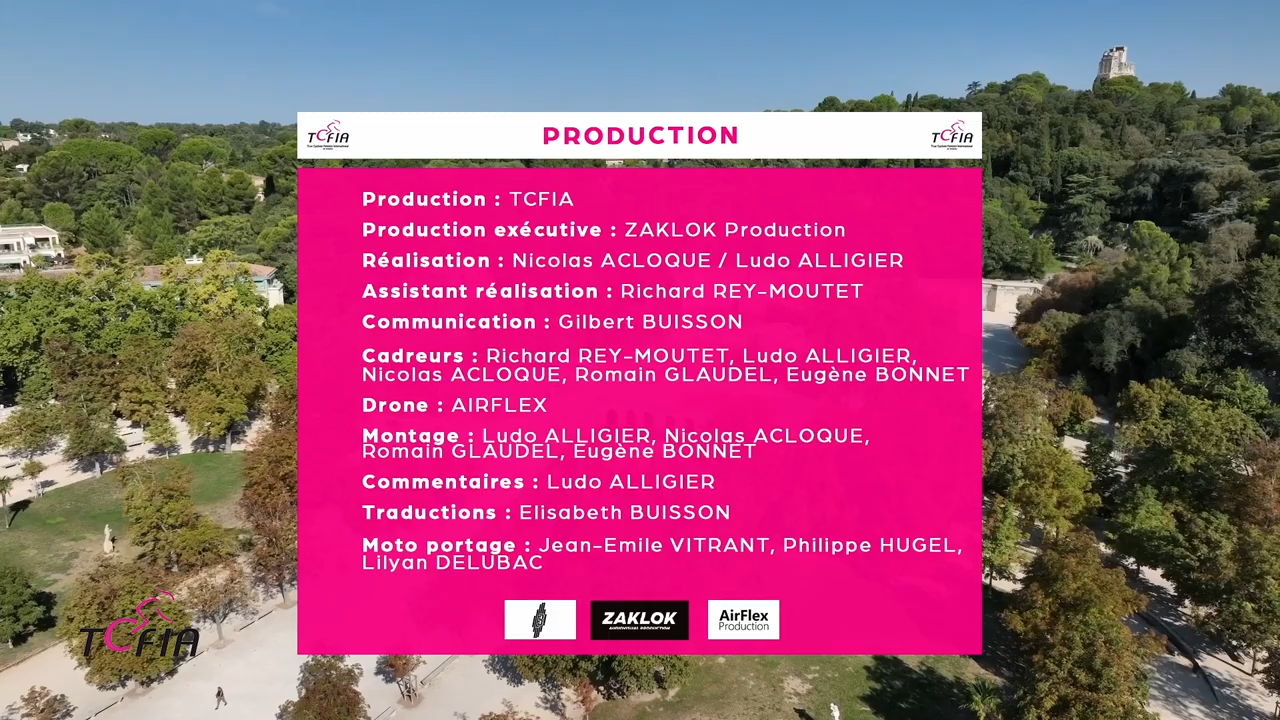 TCFIA
PRODUCTION
TCFIA
Production : TCFIA
Production exécutive : ZAKLOK Production
Réalisation : Nicolas ACLOQUE / Ludo ALLIGIER
Assistant réalisation : Richard REY-MOUTET
Communication : Gilbert BUISSON
Cadreurs : Richard REY-MOUTET, Ludo ALLIGIER,
Nicolas ACLOQUE, Romain GLAUDEL, Eugène BONNET
Drone : AIRFLEX
Montage : Ludo ALLIGIER, Nicolas ACLOQUE,
Romain GLAUDEL, Eugène BONNET
Commentaires : Ludo ALLIGIER
Traductions : Elisabeth BUISSON
Moto portage : Jean-Emile VITRANT, Philippe HUGEL,
Lilyan DELUBAC
ZAKLOK
AUDIOVISUAL PRODUCTION
AirFlex
Production
TCFIA